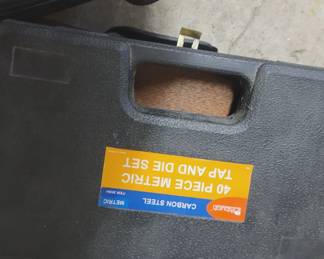 CARBON STEEL
METRIC
40 PIECE METRIC
TAP AND DIE SET